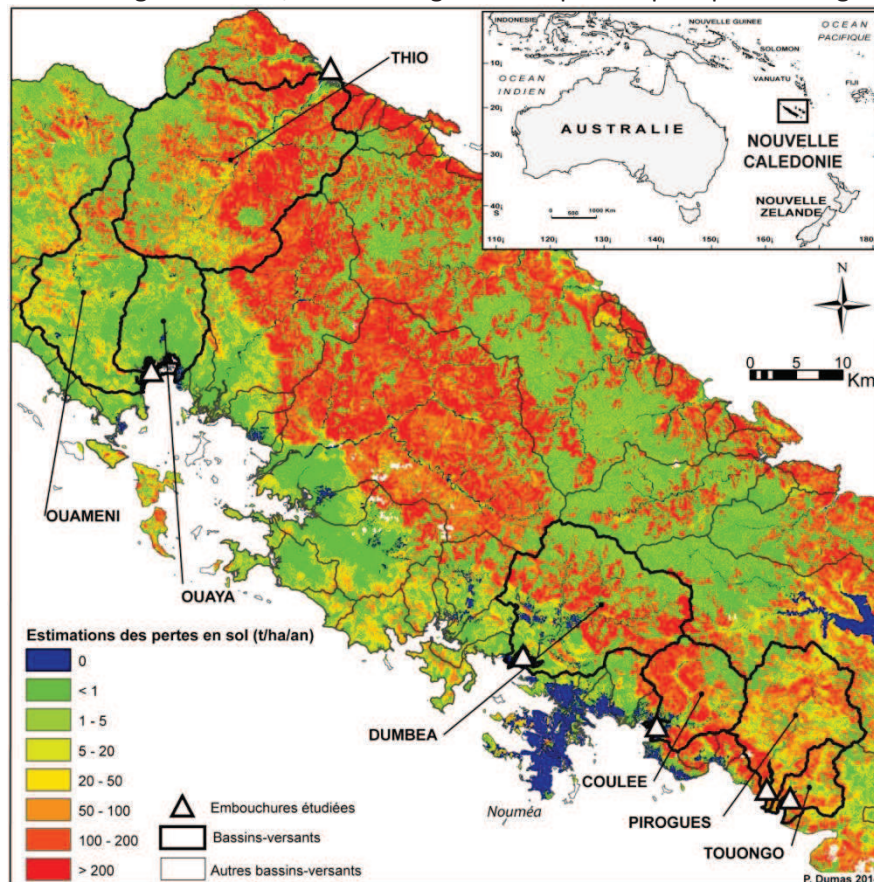 THIO
INDONESIE
NOUVELLE GUINEE
OCEAN
PACIFIQUE
SOLOMON
VANUATU
FIJI
OCEAN
INDIEN
AUSTRALIE
NOUVELLE
CALEDONIE
NOUVELLE
ZELANDE
10¡
20¡
30¡
40¡
S
0 500 1000 Km
110¡ 120¡ 130¡ 140¡ 150¡ 160¡ 170¡ 180¡
N
0 10
Km
OUAMENI
OUAYA
DUMBEA
COULEE
PIROGUES
TOUONGO
Nouméa
Estimations des pertes en sol (t/ha/an)
0
< 1
1 - 5
5 - 20
20 - 50
50 - 100
100 - 200
> 200
Embouchures étudiées
Bassins-versants
Autres bassins-versants